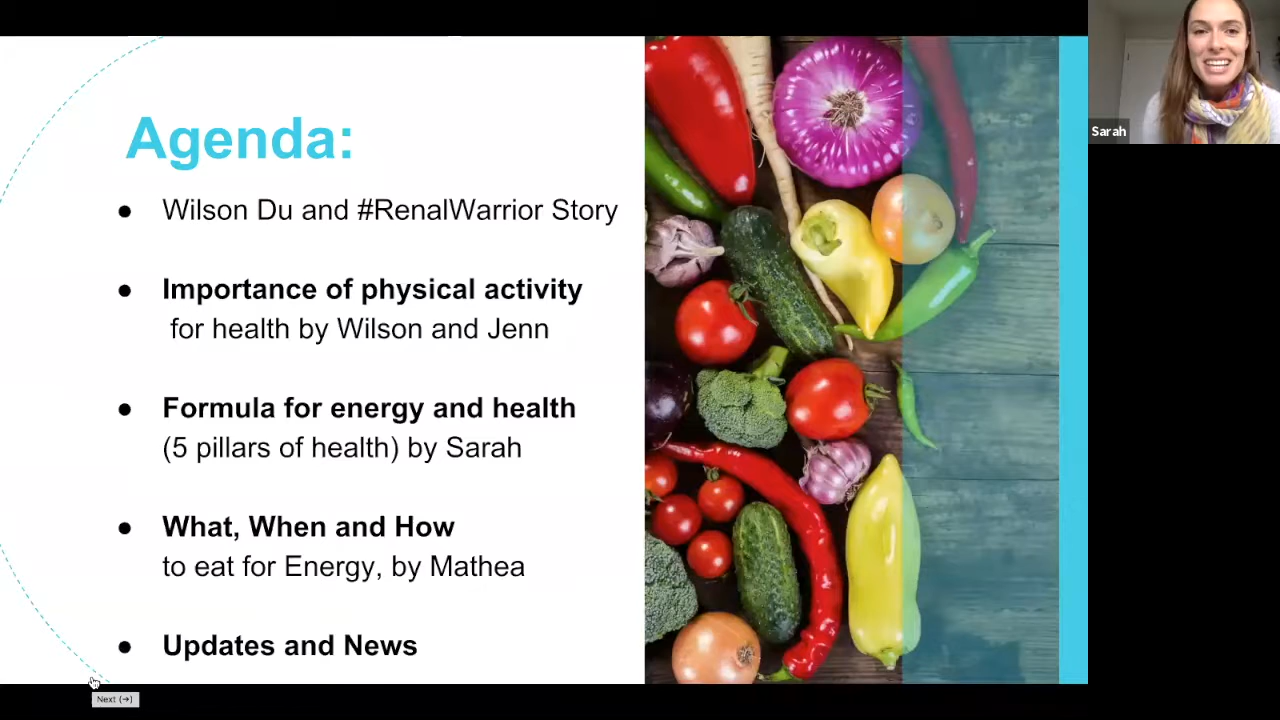 Agenda:
● Wilson Du and #RenalWarrior Story
● Importance of physical activity
for health by Wilson and Jenn
● Formula for energy and health
(5 pillars of health) by Sarah
● What, When and How
to eat for Energy, by Mathea
● Updates and News
Next (→)
Sarah